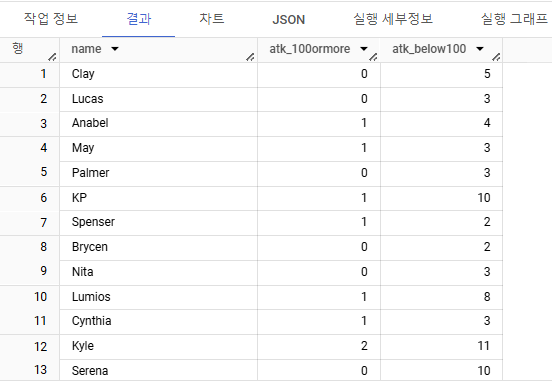 작업 정보 결과 차트 JSON 실행 세부정보 실행 그래프
행 name atk_100ormore atk_below100
1 Clay 0 5
2 Lucas 0 3
3 Anabel 1 4
4 May 1 3
5 Palmer 0 3
6 KP 1 10
7 Spenser 1 2
8 Brycen 0 2
9 Nita 0 3
10 Lumios 1 8
11 Cynthia 1 3
12 Kyle 2 11
13 Serena 0 10